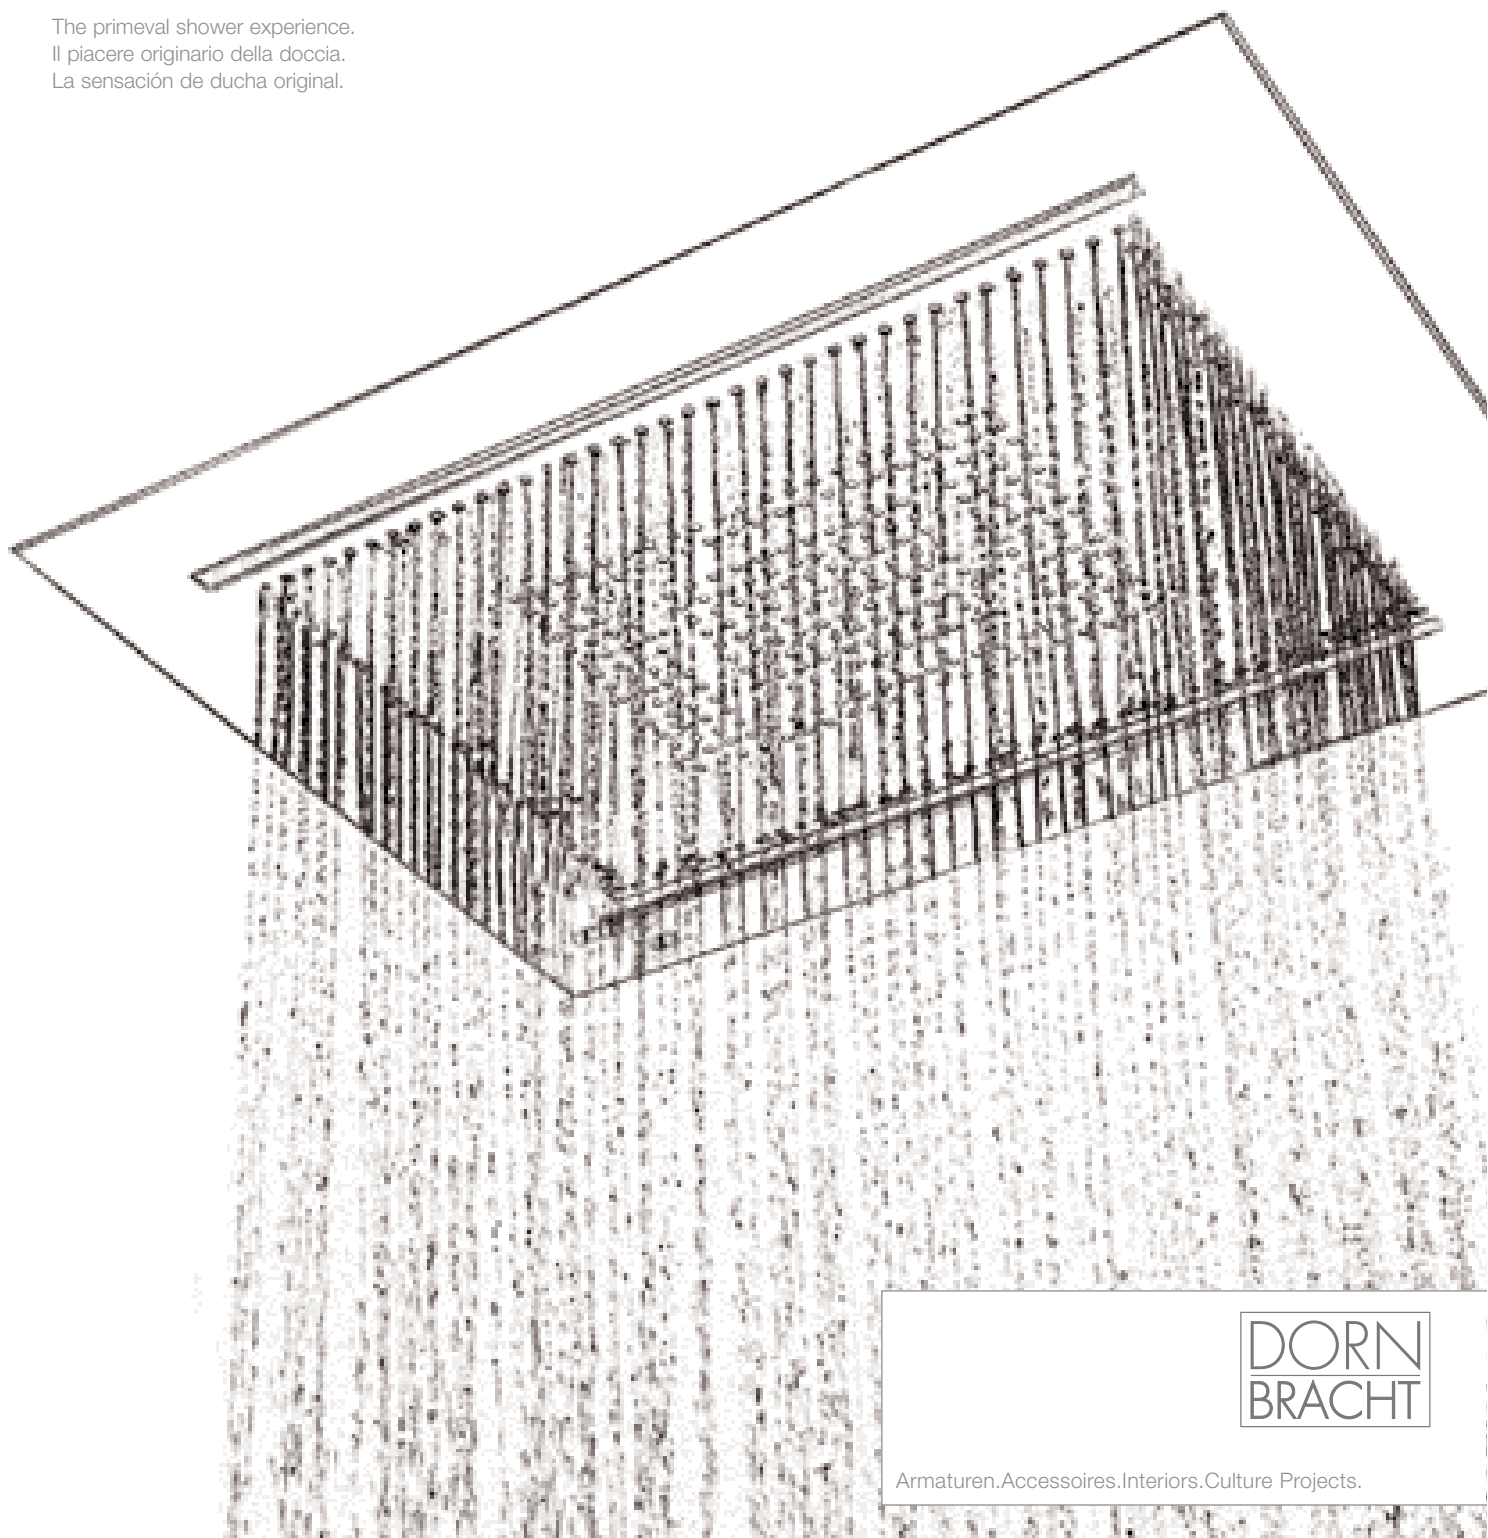 The primeval shower experience.
Il piacere originario della doccia.
La sensación de ducha original.
DORN
BRACHT
Armaturen.Accessoires.Interiors.Culture Projects.